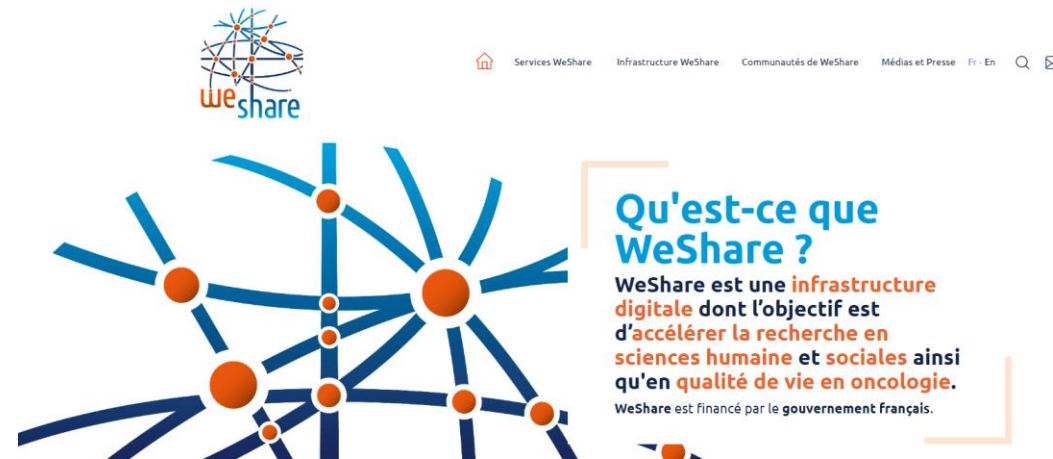 weshare
Services WeShare Infrastructure WeShare Communautés de WeShare Médias et Presse Fr - En
Qu'est-ce que
WeShare ?
WeShare est une infrastructure
digitale dont l’objectif est
d’accélérer la recherche en
sciences humaine et sociales ainsi
qu'en qualité de vie en oncologie.
WeShare est financé par le gouvernement français.